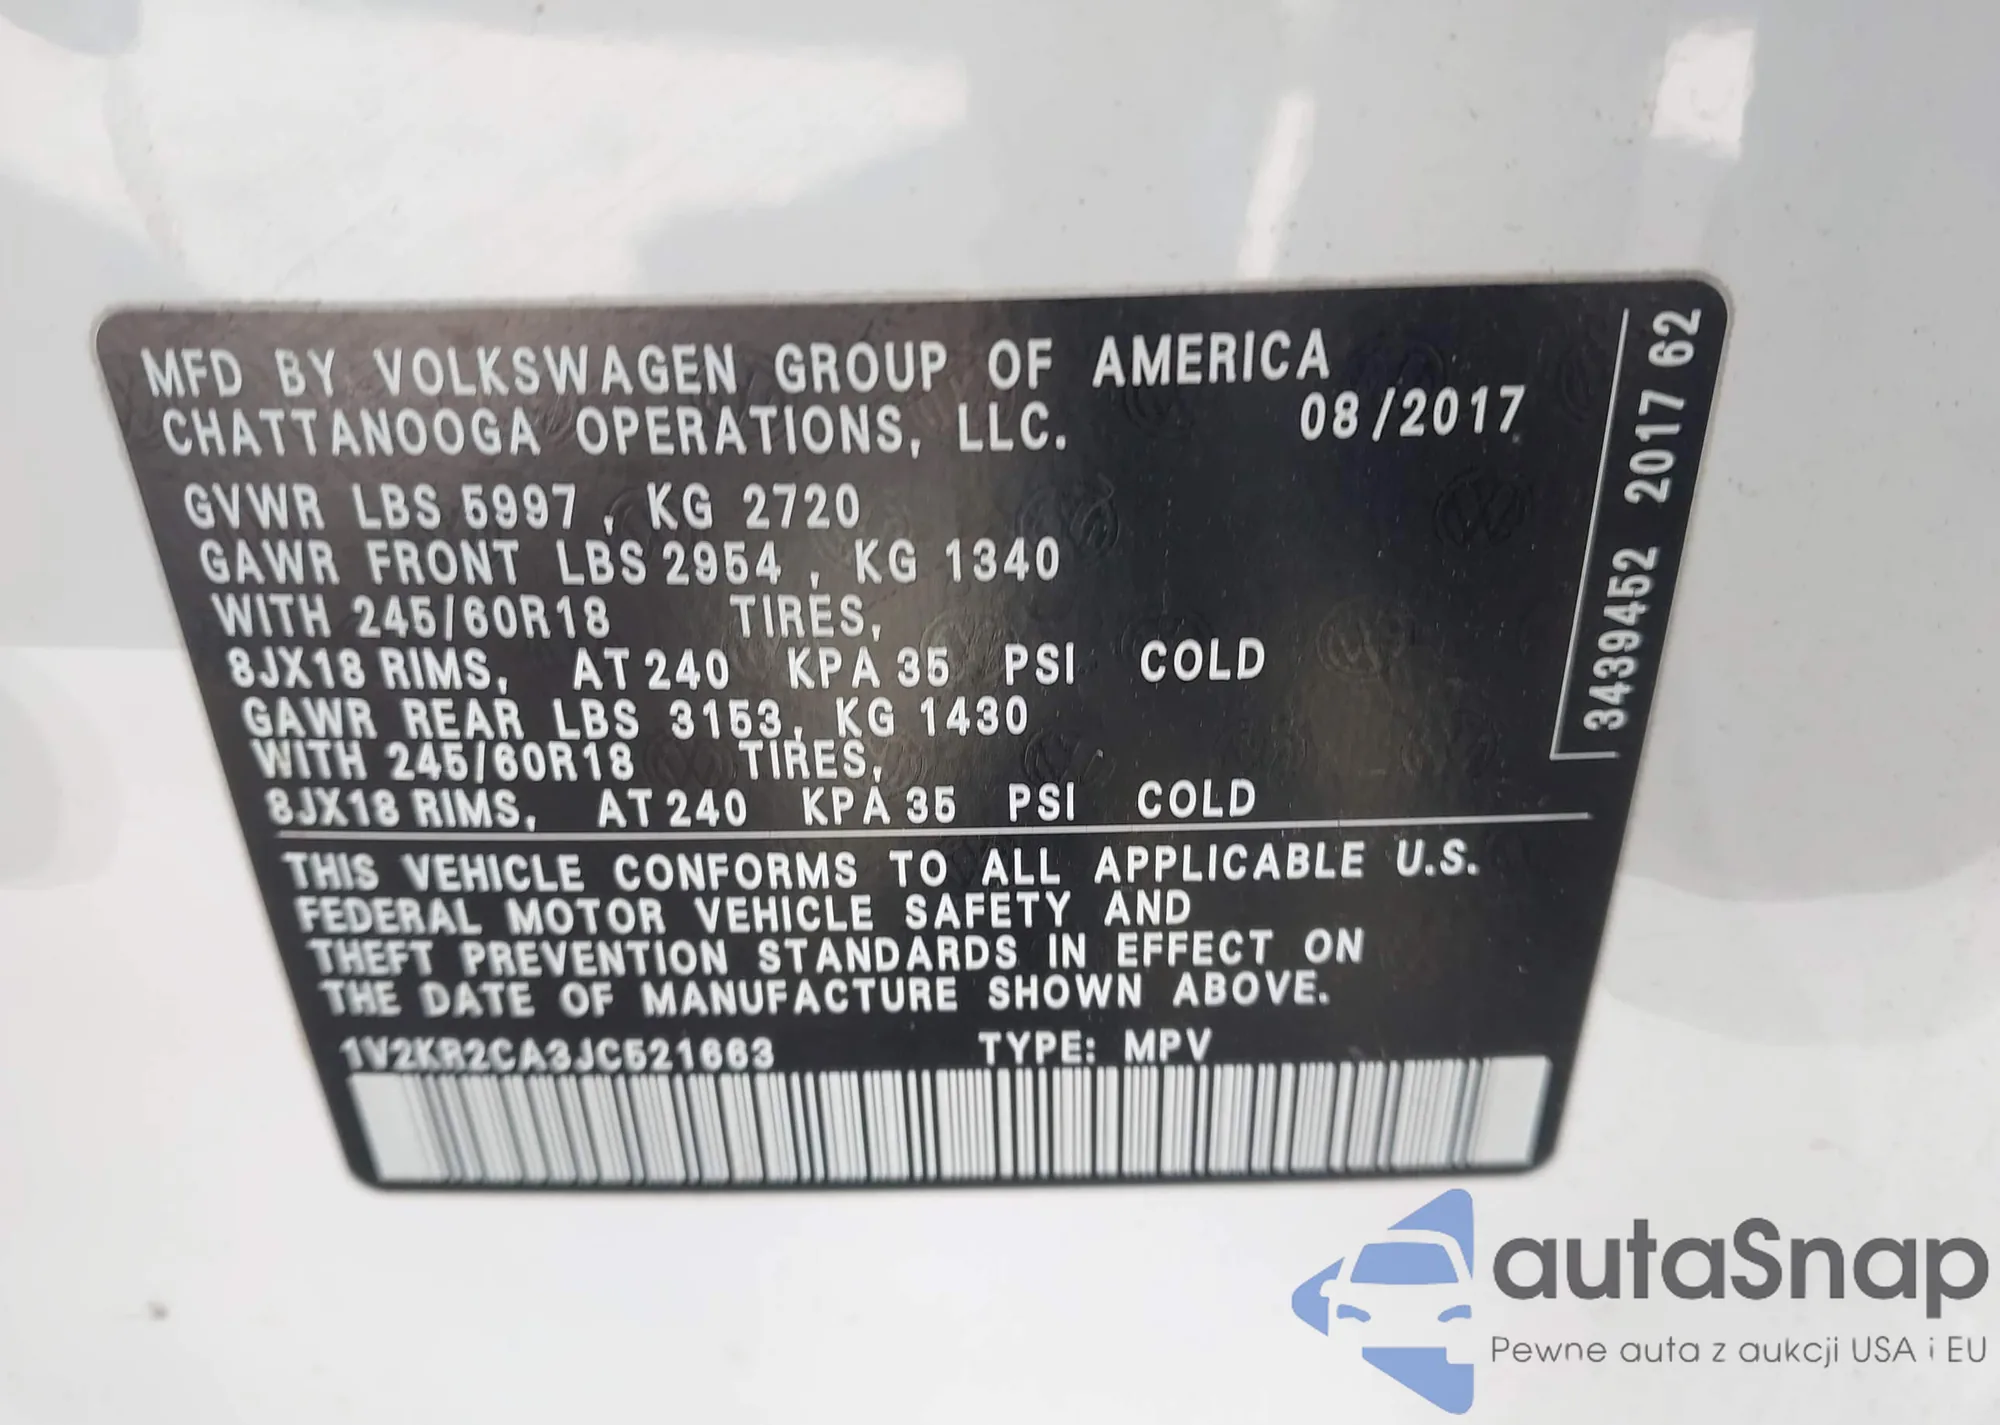 MFD BY VOLKSWAGEN GROUP OF AMERICA
CHATTANOOGA OPERATIONS, LLC. 08/2017
GVWR LBS 5997 , KG 2720
GAWR FRONT LBS 2954 , KG 1340
WITH 245/60R18 TIRES,
8JX18 RIMS, AT 240 KPA 35 PSI COLD
GAWR REAR LBS 3153, KG 1430
WITH 245/60R18 TIRES,
8JX18 RIMS, AT 240 KPA 35 PSI COLD
THIS VEHICLE CONFORMS TO ALL APPLICABLE U.S.
FEDERAL MOTOR VEHICLE SAFETY AND
THEFT PREVENTION STANDARDS IN EFFECT ON
THE DATE OF MANUFACTURE SHOWN ABOVE.
1V2KR2CA3JC521663 TYPE: MPV
3439452 2017 62
autaSnap
Pewne auta z aukcji USA i EU